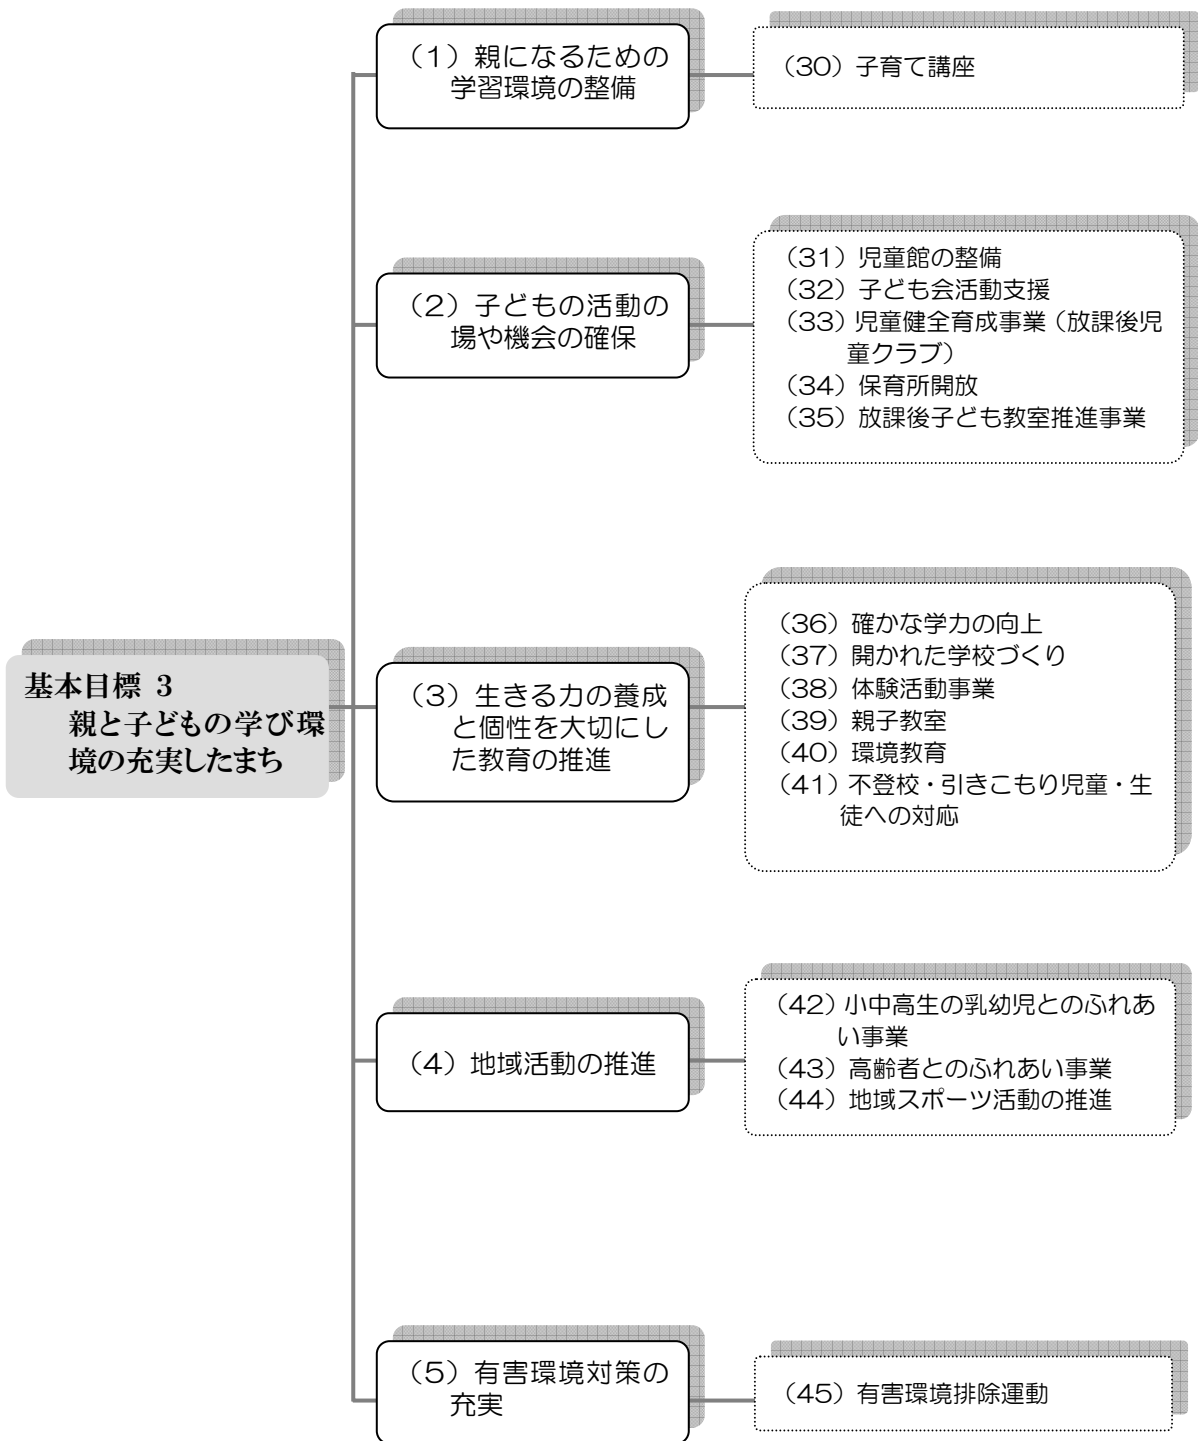 基本目標 3
親と子どもの学び環
境の充実したまち
（1）親になるための
学習環境の整備
（30）子育て講座
（2）子どもの活動の
場や機会の確保
（31）児童館の整備
（32）子ども会活動支援
（33）児童健全育成事業（放課後児
童クラブ）
（34）保育所開放
（35）放課後子ども教室推進事業
（3）生きる力の養成
と個性を大切にし
た教育の推進
（36）確かな学力の向上
（37）開かれた学校づくり
（38）体験活動事業
（39）親子教室
（40）環境教育
（41）不登校・引きこもり児童・生
徒への対応
（4）地域活動の推進
（42）小中高生の乳幼児とのふれあ
い事業
（43）高齢者とのふれあい事業
（44）地域スポーツ活動の推進
（5）有害環境対策の
充実
（45）有害環境排除運動